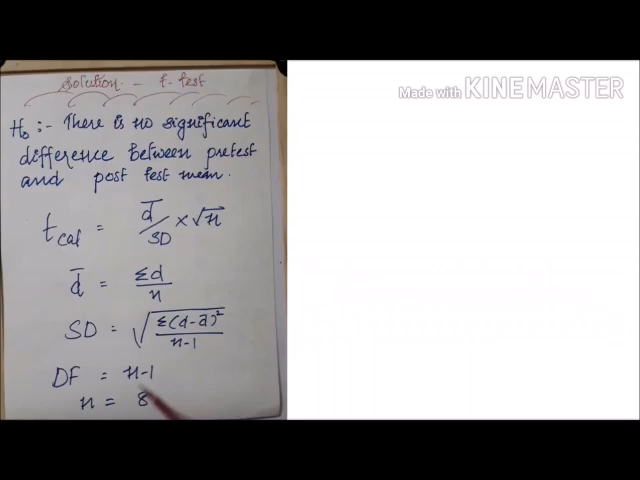 Solution - t-test
H₀ :- There is no significant
difference between pretest
and post test mean.
t cal = d̄/SD × √n
d̄ = Σd/n
SD = √(Σ(d-d̄)²/n-1)
DF = n-1
n = 8
Made with KINEMASTER